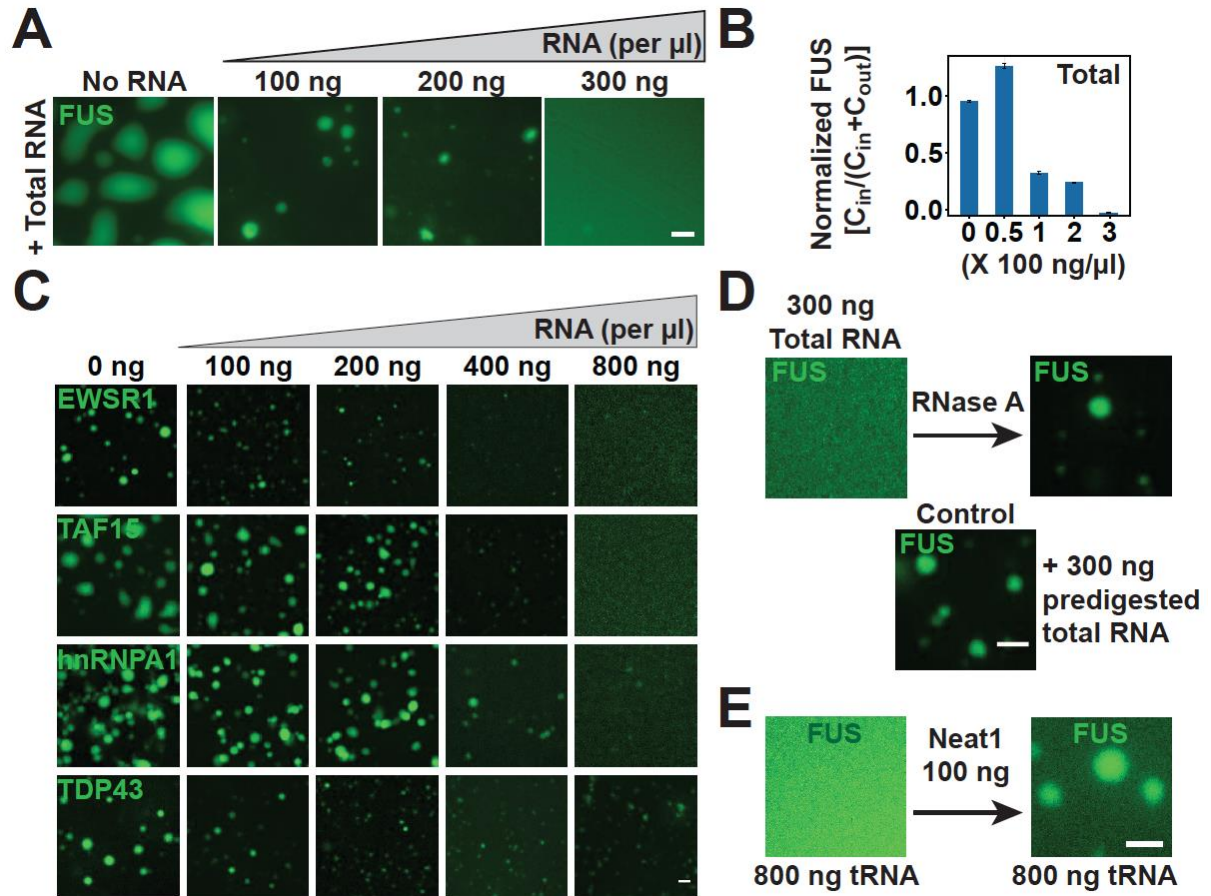 A
RNA (per µl)
No RNA
100 ng
200 ng
300 ng
+ Total RNA
FUS
B
Normalized FUS
[C_in/(C_in+C_out)]
Total
1.0
0.5
0.0
0 0.5 1 2 3
(X 100 ng/µl)
C
RNA (per µl)
0 ng
100 ng
200 ng
400 ng
800 ng
EWSR1
TAF15
hnRNPA1
TDP43
D
300 ng
Total RNA
FUS
RNase A
FUS
Control
FUS
+ 300 ng
predigested
total RNA
E
FUS
Neat1
100 ng
FUS
800 ng tRNA
800 ng tRNA